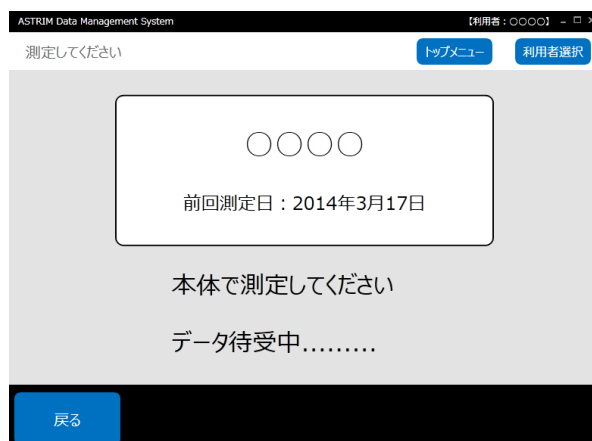 ASTRIM Data Management System 【利用者：○○○○】 － □ ×
測定してください トップメニュー 利用者選択
○○○○
前回測定日：2014年3月17日
本体で測定してください
データ待受中.........
戻る